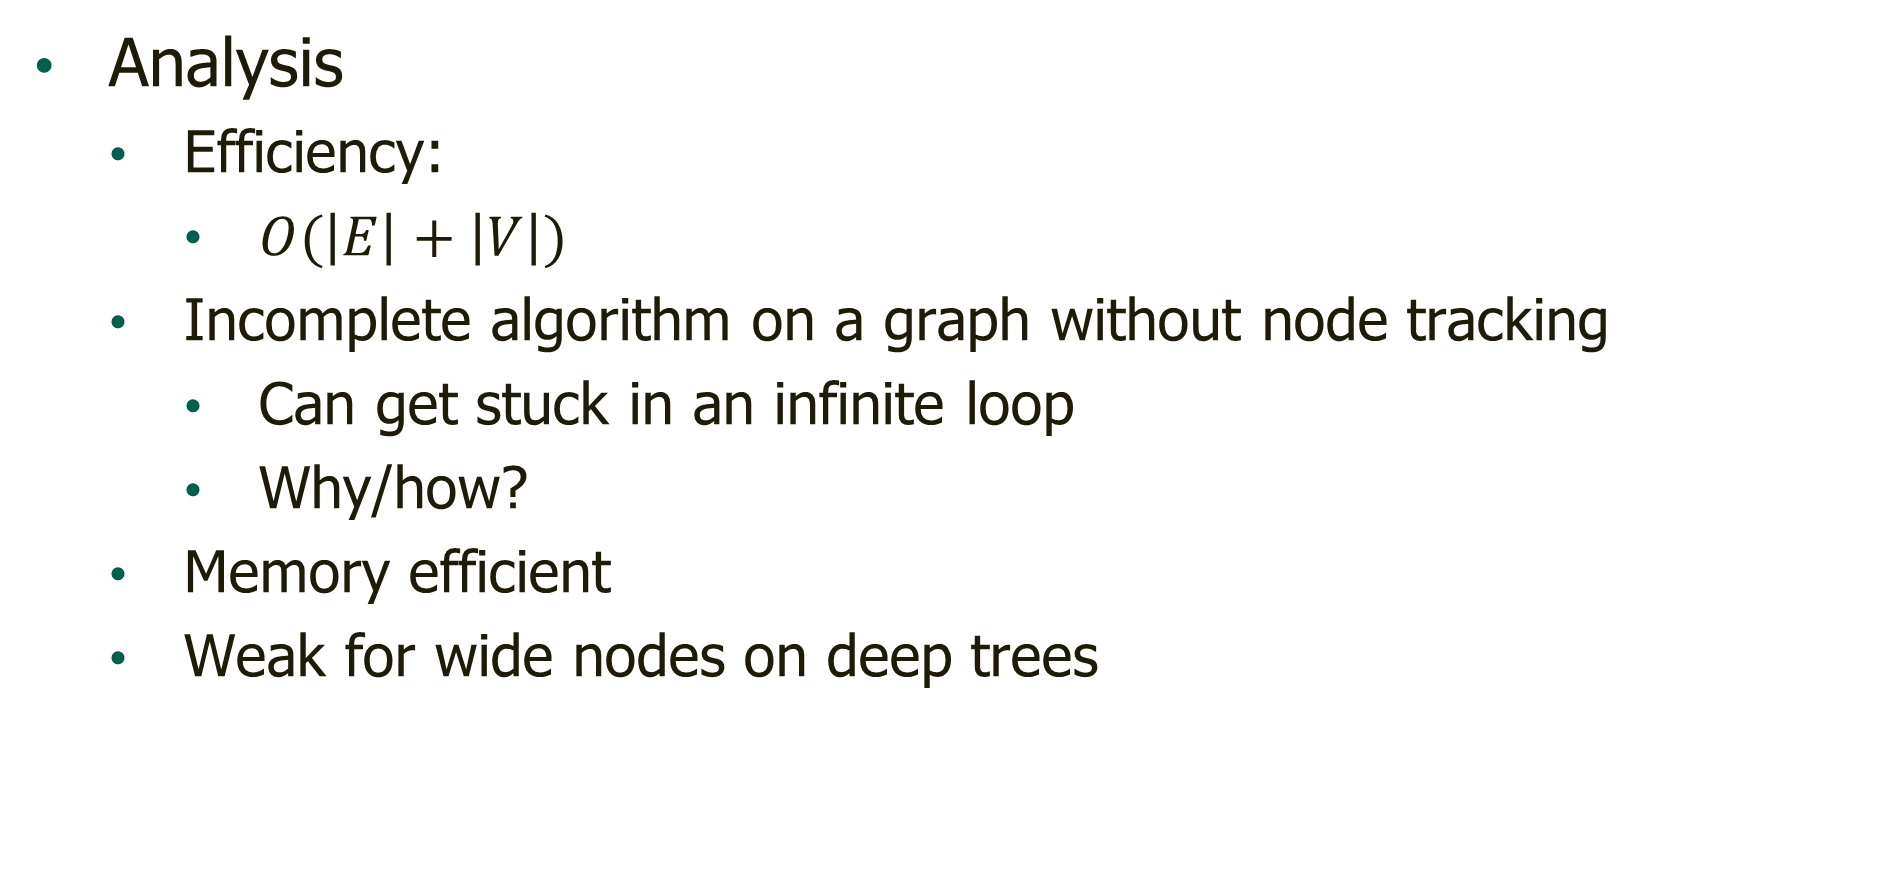 • Analysis
• Efficiency:
• O(|E| + |V|)
• Incomplete algorithm on a graph without node tracking
• Can get stuck in an infinite loop
• Why/how?
• Memory efficient
• Weak for wide nodes on deep trees